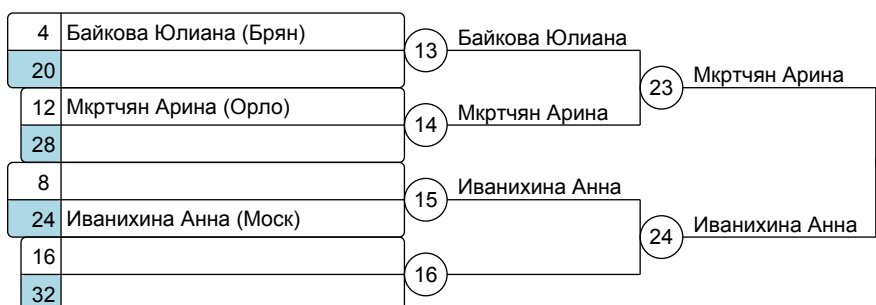 4 Байкова Юлиана (Брян)
13 Байкова Юлиана
20
23 Мкртчян Арина
12 Мкртчян Арина (Орло)
14 Мкртчян Арина
28
8
15 Иванихина Анна
24 Иванихина Анна (Моск)
24 Иванихина Анна
16
16
32